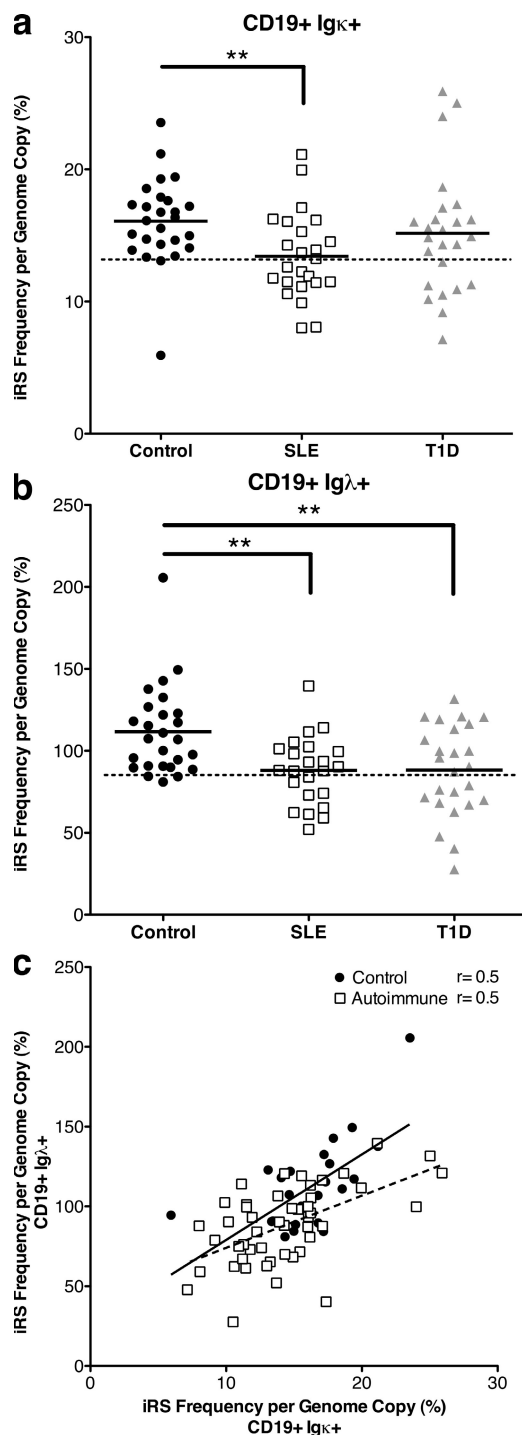 a
CD19+ Igκ+
iRS Frequency per Genome Copy (%)
30
20
10
0
**
Control SLE T1D
b
CD19+ Igλ+
iRS Frequency per Genome Copy (%)
250
200
150
100
50
0
**
**
Control SLE T1D
c
iRS Frequency per Genome Copy (%)
CD19+ Igλ+
250
200
150
100
50
0
Control r= 0.5
Autoimmune r= 0.5
0 10 20 30
iRS Frequency per Genome Copy (%)
CD19+ Igκ+